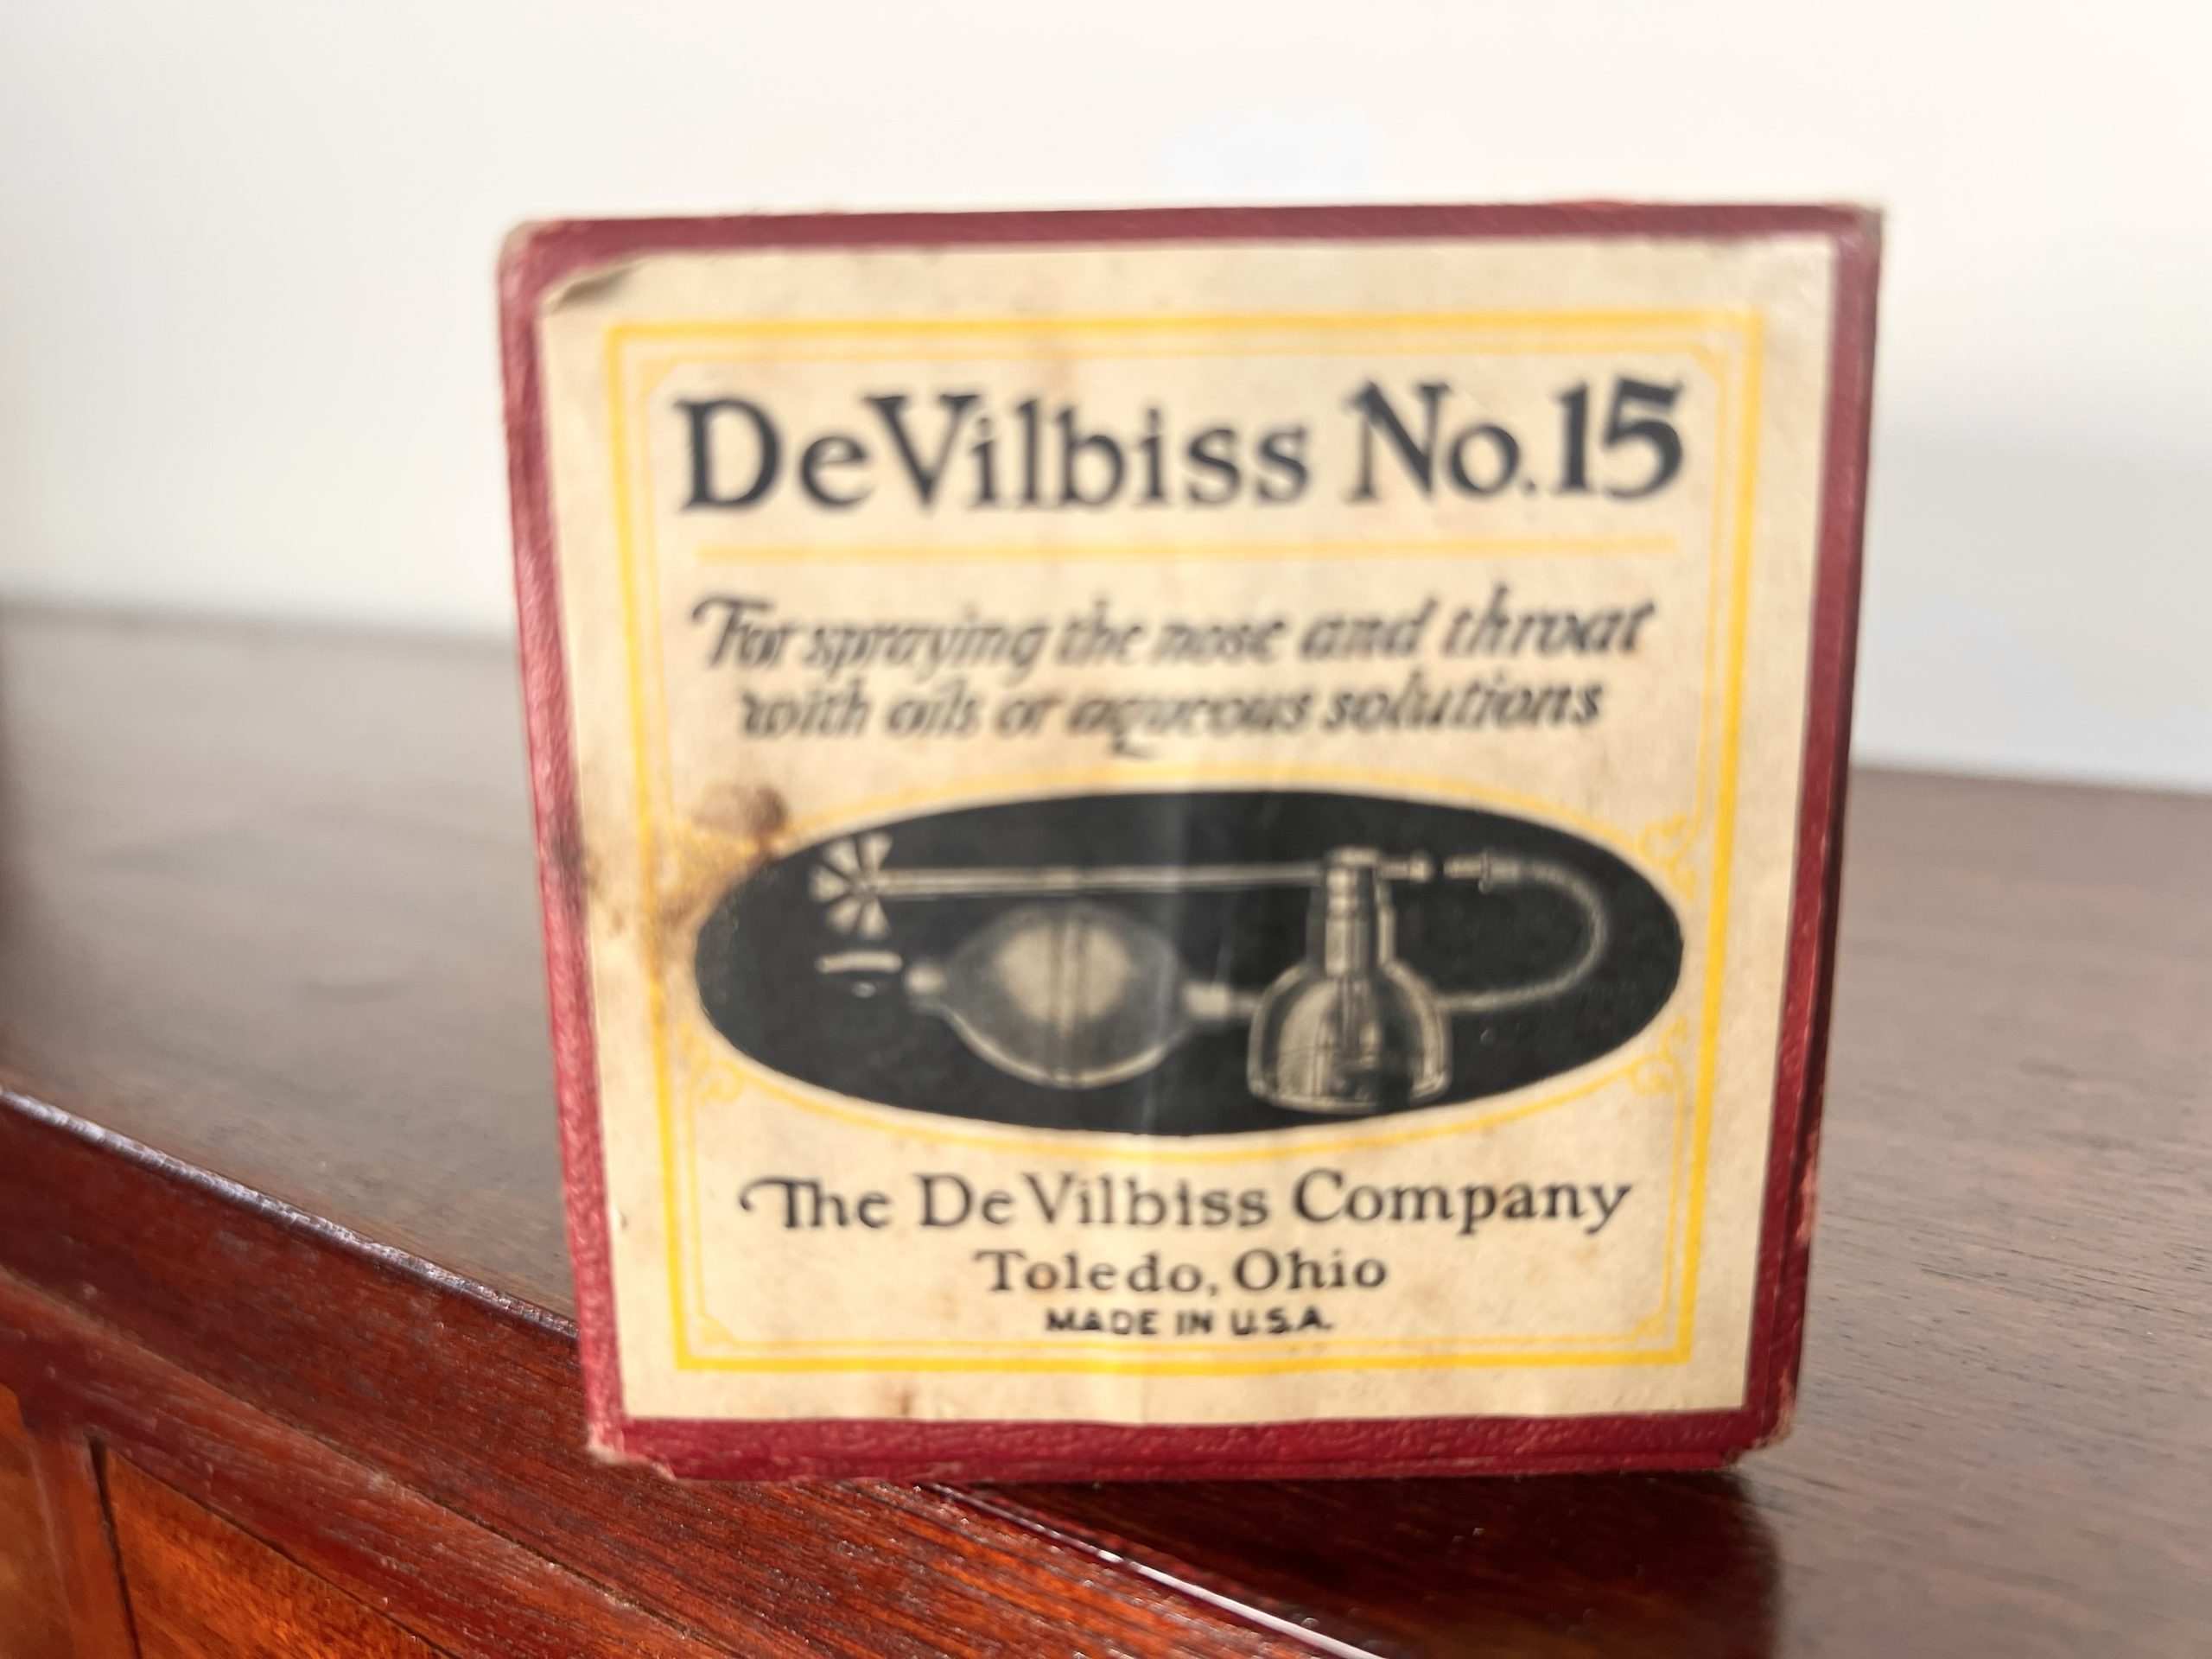 DeVilbiss No. 15
For spraying the nose and throat
with oils or aqueous solutions
The DeVilbiss Company
Toledo, Ohio
MADE IN U.S.A.